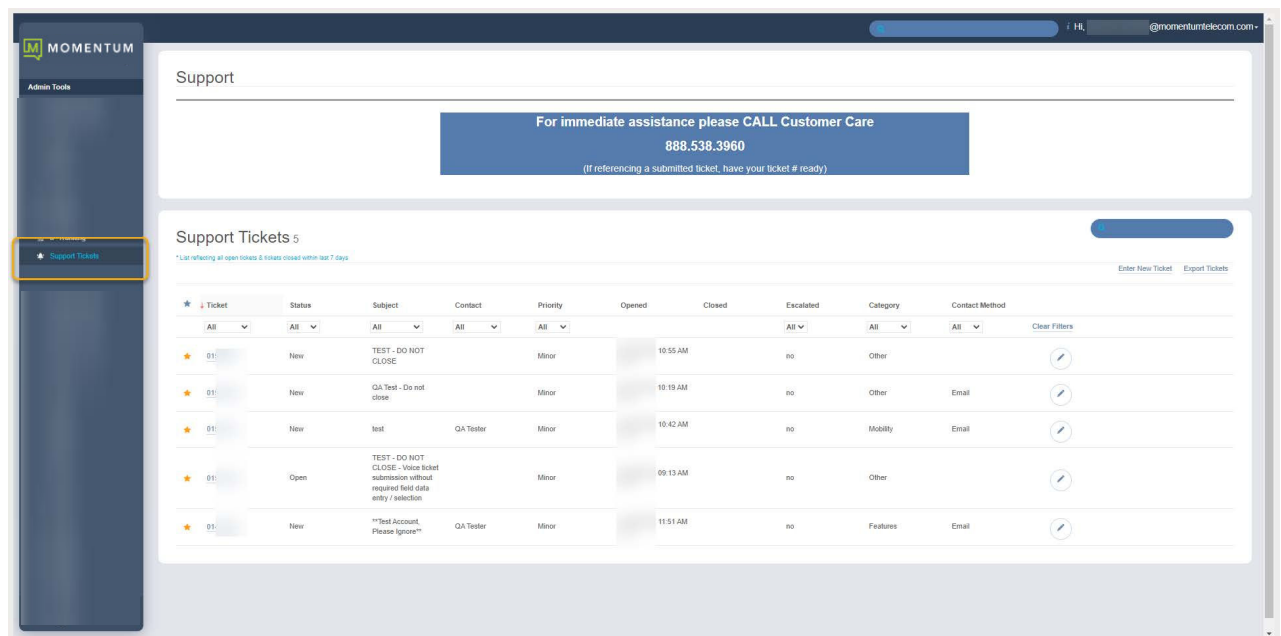 M MOMENTUM
i Hi, @momentumtelecom.com
Admin Tools
Support Tickets
Support
For immediate assistance please CALL Customer Care
888.538.3960
(If referencing a submitted ticket, have your ticket # ready)
Support Tickets 5
* List reflecting all open tickets & tickets closed within last 7 days
Enter New Ticket Export Tickets
Ticket Status Subject Contact Priority Opened Closed Escalated Category Contact Method
All All All All All All All All Clear Filters
New TEST - DO NOT Minor 10:55 AM no Other
CLOSE
New QA Test - Do not Minor 10:19 AM no Other Email
close
New test QA Tester Minor 10:42 AM no Mobility Email
Open TEST - DO NOT Minor 09:13 AM no Other
CLOSE - Voice ticket
submission without
required field data
entry / selection
New **Test Account, QA Tester Minor 11:51 AM no Features Email
Please Ignore**